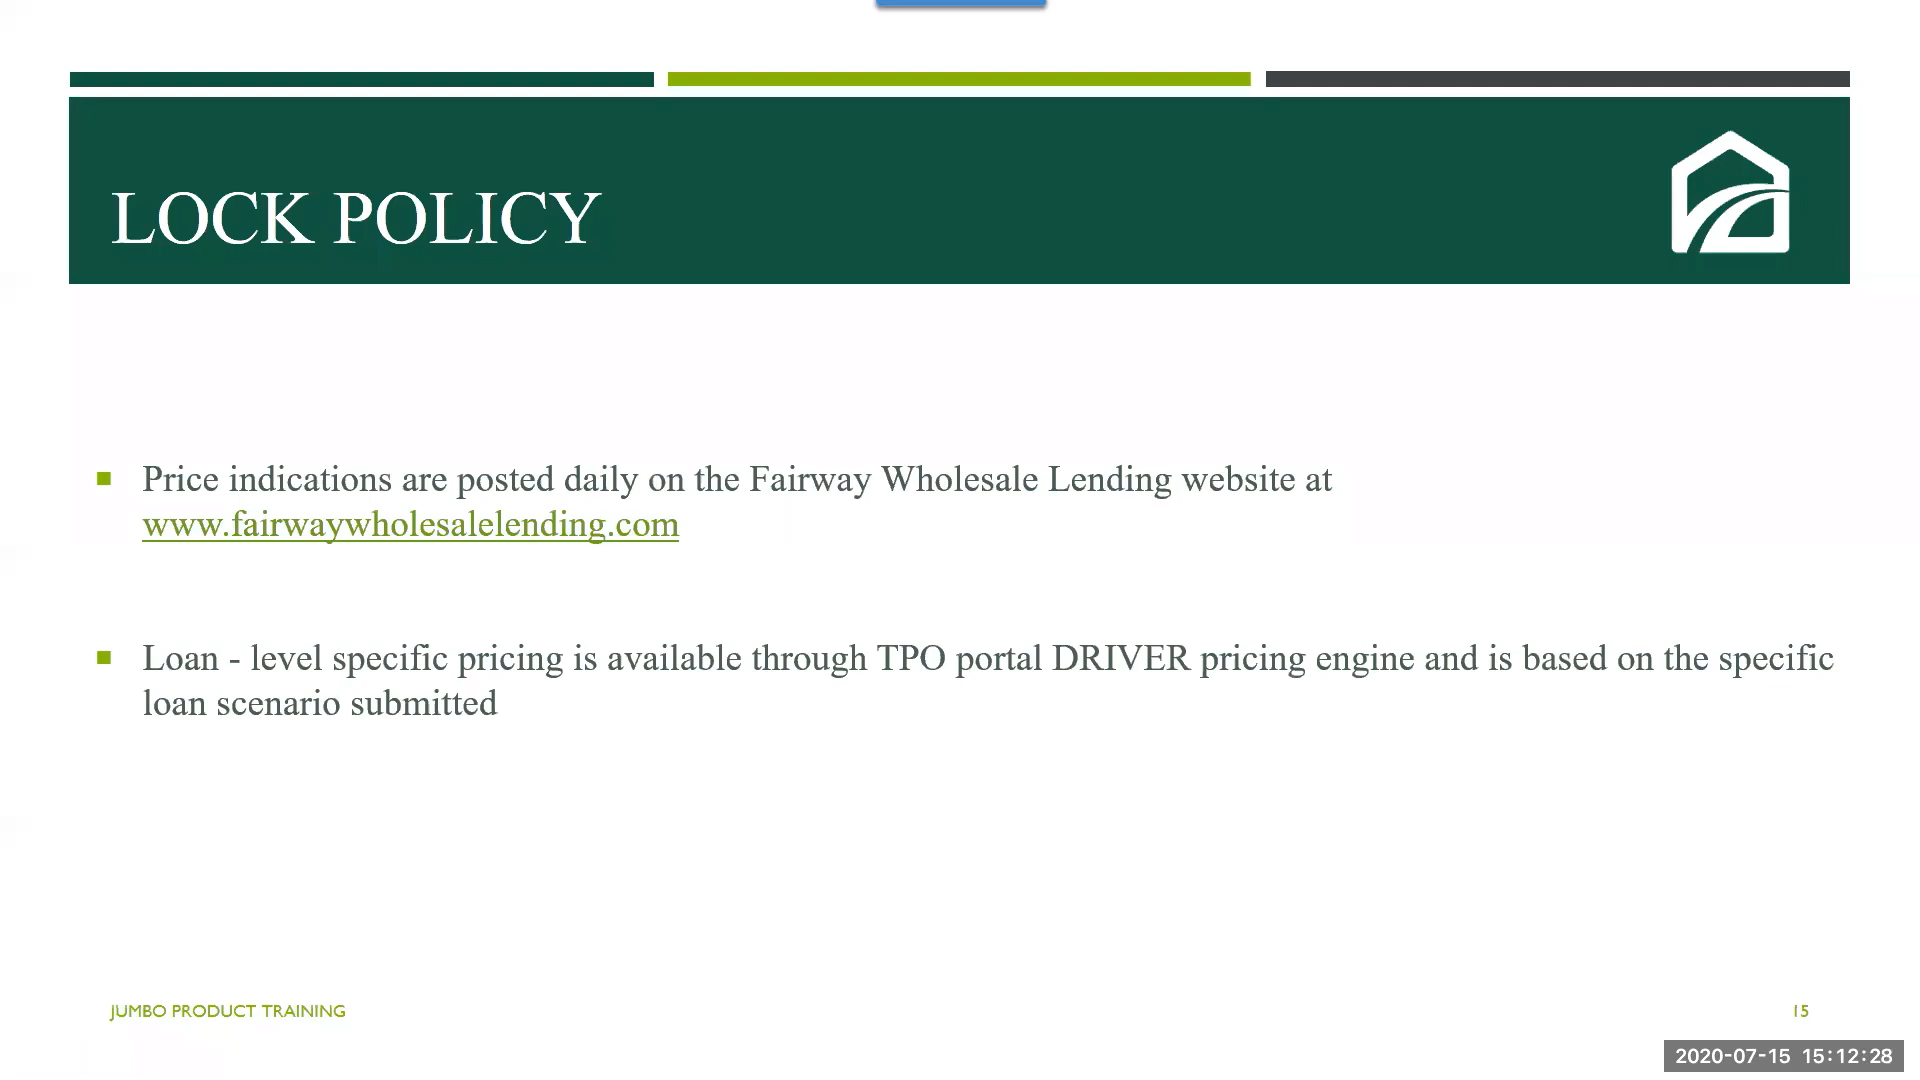 LOCK POLICY
Price indications are posted daily on the Fairway Wholesale Lending website at
www.fairwaywholesalelending.com
Loan - level specific pricing is available through TPO portal DRIVER pricing engine and is based on the specific
loan scenario submitted
JUMBO PRODUCT TRAINING
15
2020-07-15 15:12:28